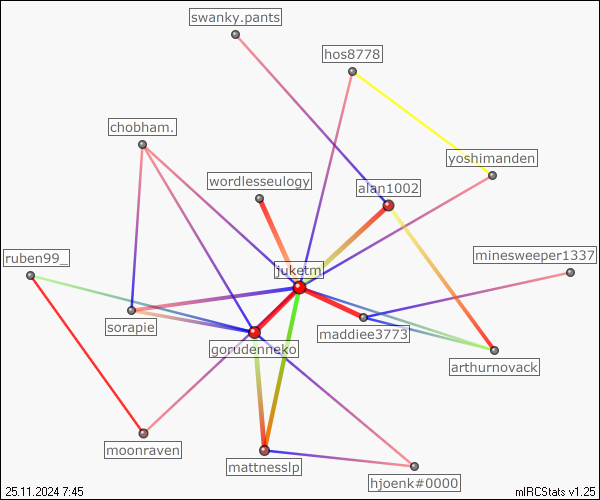 swanky.pants
hos8778
chobham.
yoshimanden
wordlesseulogy
alan1002
ruben99_
minesweeper1337
juketm
sorapie
maddiee3773
gordenneko
arthurnovack
moonraven
mattnesslp
hjoenk#0000
25.11.2024 7:45
mIRCStats v1.25